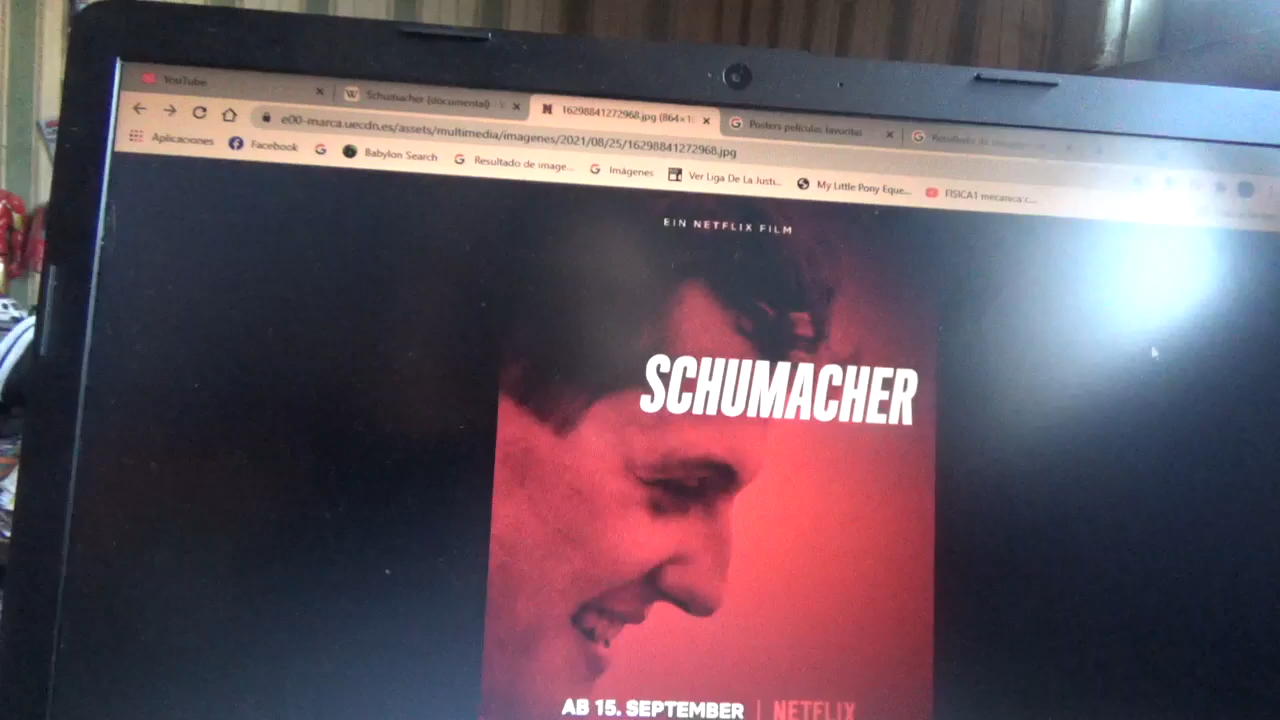 YouTube
Schumacher (documental)
16298841272968.jpg (864×1
Posters películas favoritas
e00-marca.uecdn.es/assets/multimedia/imagenes/2021/08/25/16298841272968.jpg
Aplicaciones
Facebook
Babylon Search
Resultado de image...
Imágenes
Ver Liga De La Justi...
My Little Pony Eque...
FISICA1 mecanica:c...
EIN NETFLIX FILM
SCHUMACHER
AB 15. SEPTEMBER | NETFLIX